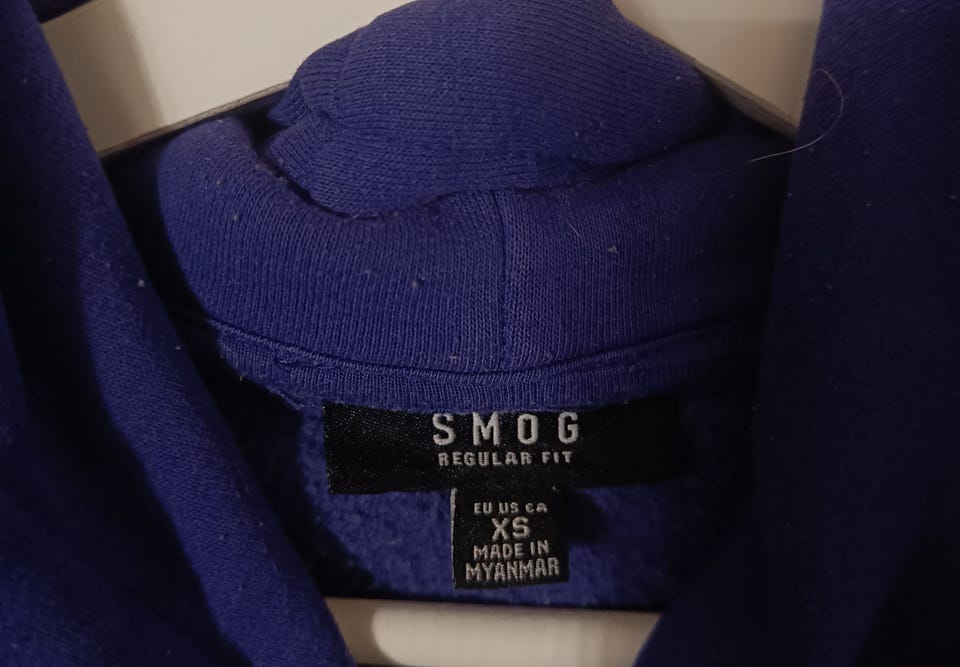 SMOG
REGULAR FIT
EU US CA
XS
MADE IN
MYANMAR